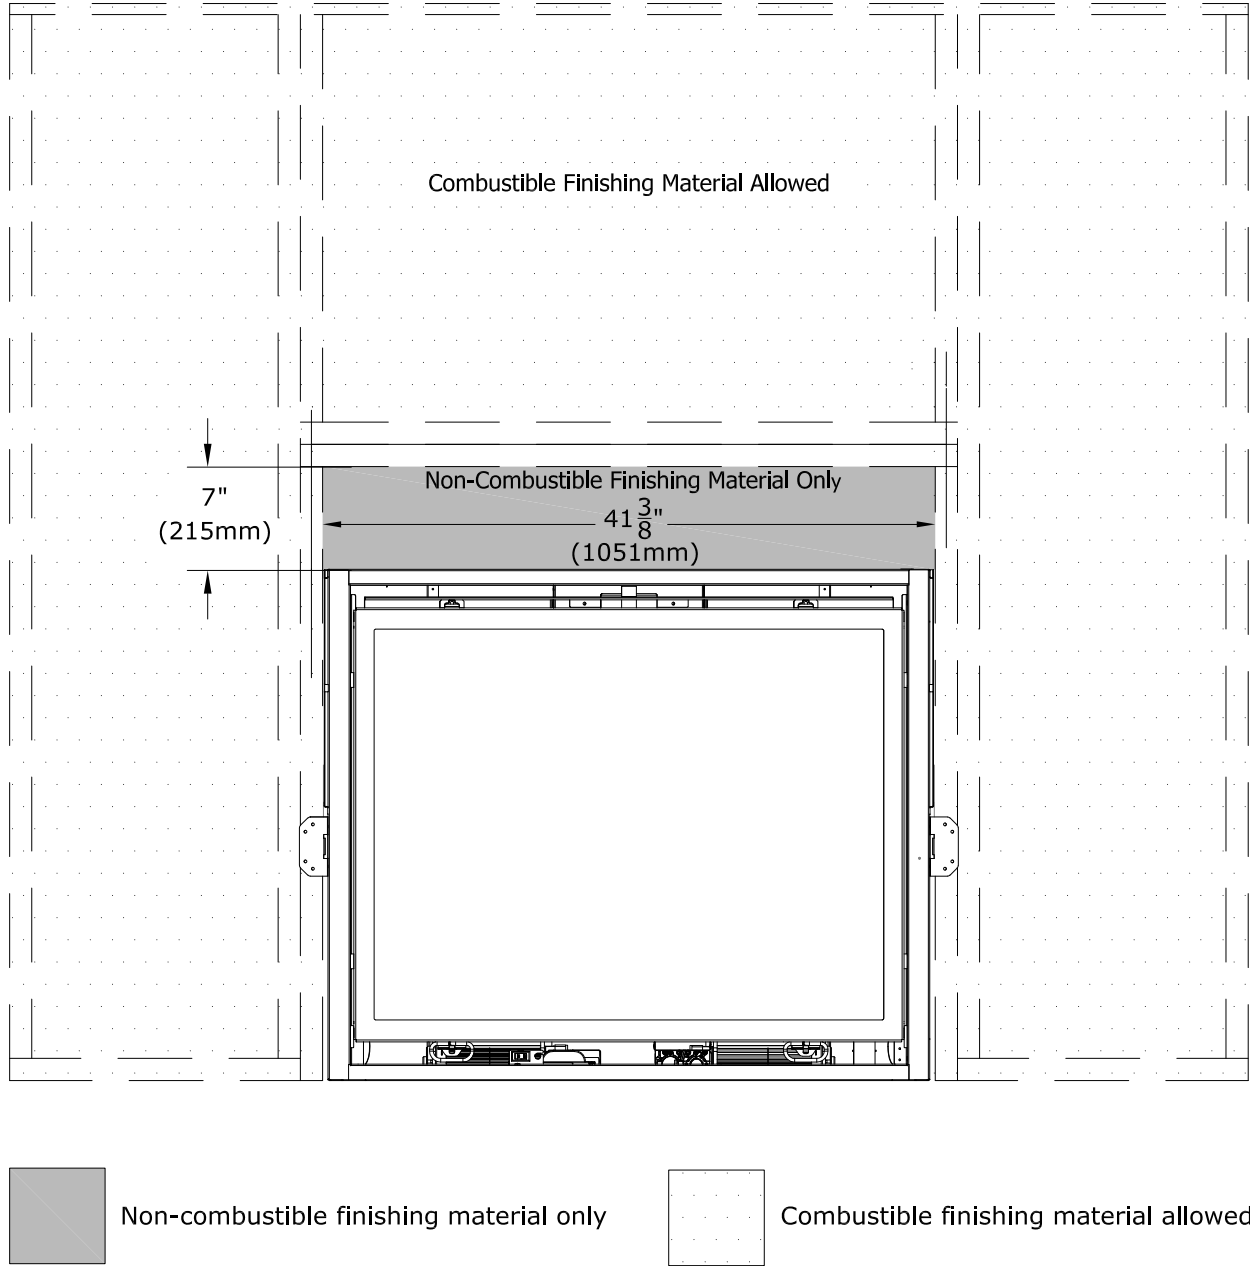 Combustible Finishing Material Allowed
Non-Combustible Finishing Material Only
7"
(215mm)
41 3/8"
(1051mm)
Non-combustible finishing material only
Combustible finishing material allowed